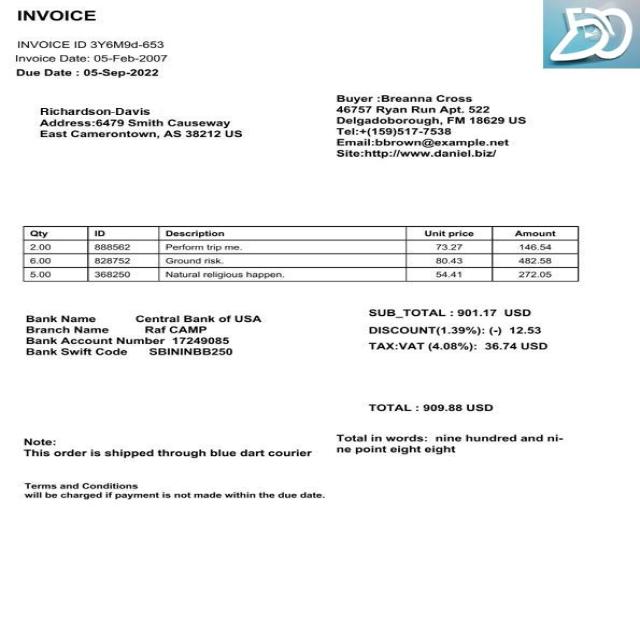 INVOICE
INVOICE ID 3Y6M9d-653
Invoice Date: 05-Feb-2007
Due Date : 05-Sep-2022
Richardson-Davis
Address:6479 Smith Causeway
East Camerontown, AS 38212 US
Buyer :Breanna Cross
46757 Ryan Run Apt. 522
Delgadoborough, FM 18629 US
Tel:+(159)517-7538
Email:bbrown@example.net
Site:http://www.daniel.biz/
Qty ID Description Unit price Amount
2.00 888562 Perform trip me. 73.27 146.54
6.00 828752 Ground risk. 80.43 482.58
5.00 368250 Natural religious happen. 54.41 272.05
Bank Name Central Bank of USA
Branch Name Raf CAMP
Bank Account Number 17249085
Bank Swift Code SBININBB250
SUB_TOTAL : 901.17 USD
DISCOUNT(1.39%): (-) 12.53
TAX:VAT (4.08%): 36.74 USD
TOTAL : 909.88 USD
Note:
This order is shipped through blue dart courier
Total in words: nine hundred and ni-
ne point eight eight
Terms and Conditions
will be charged if payment is not made within the due date.